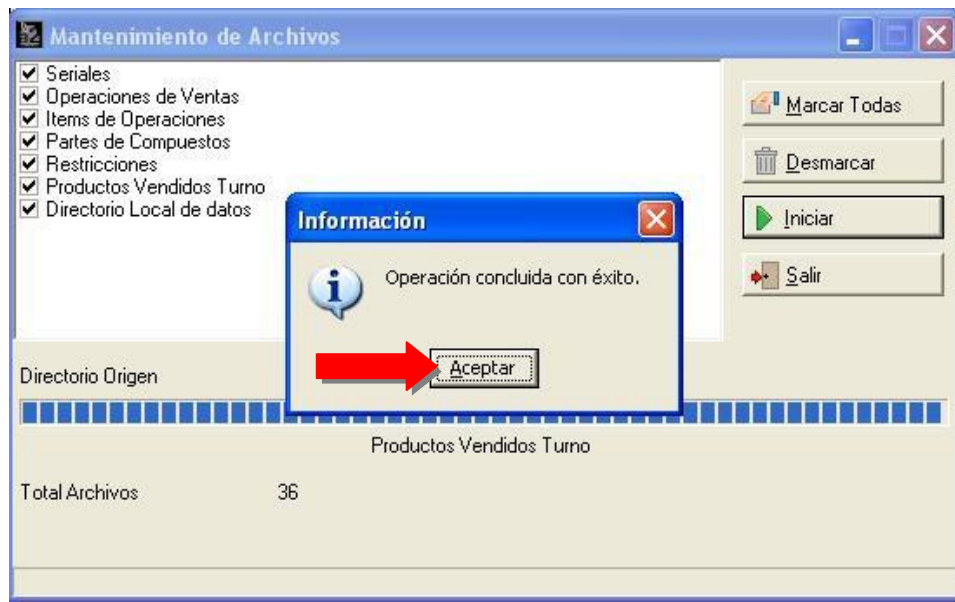 Mantenimiento de Archivos
Seriales
Operaciones de Ventas
Items de Operaciones
Partes de Compuestos
Restricciones
Productos Vendidos Turno
Directorio Local de datos
Marcar Todas
Desmarcar
Iniciar
Salir
Información
Operación concluida con éxito.
Aceptar
Directorio Origen
Productos Vendidos Turno
Total Archivos 36